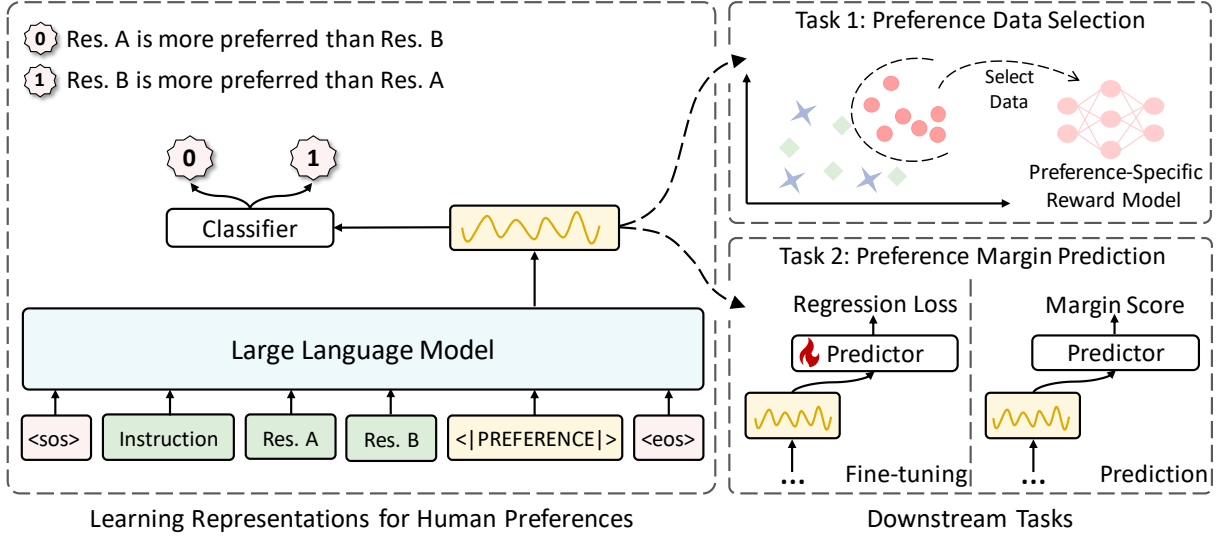 0 Res. A is more preferred than Res. B
1 Res. B is more preferred than Res. A
0 1
Classifier
Large Language Model
<sos> Instruction Res. A Res. B <|PREFERENCE|> <eos>
Learning Representations for Human Preferences
Task 1: Preference Data Selection
Select
Data
Preference-Specific
Reward Model
Task 2: Preference Margin Prediction
Regression Loss
Predictor
...
Fine-tuning
Margin Score
Predictor
...
Prediction
Downstream Tasks